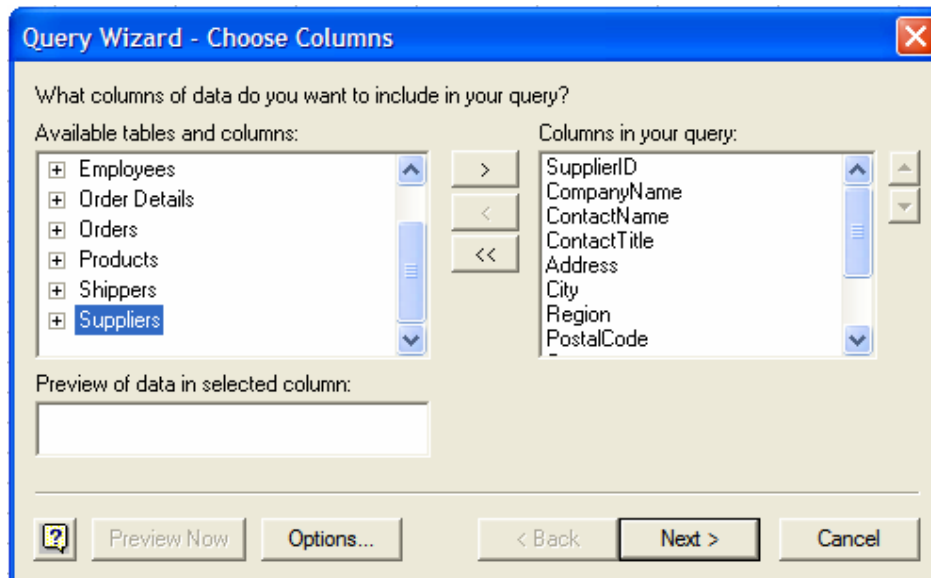 Query Wizard - Choose Columns
What columns of data do you want to include in your query?
Available tables and columns:
Employees
Order Details
Orders
Products
Shippers
Suppliers
>
<
<<
Columns in your query:
SupplierID
CompanyName
ContactName
ContactTitle
Address
City
Region
PostalCode
Preview of data in selected column:
?
Preview Now
Options...
< Back
Next >
Cancel